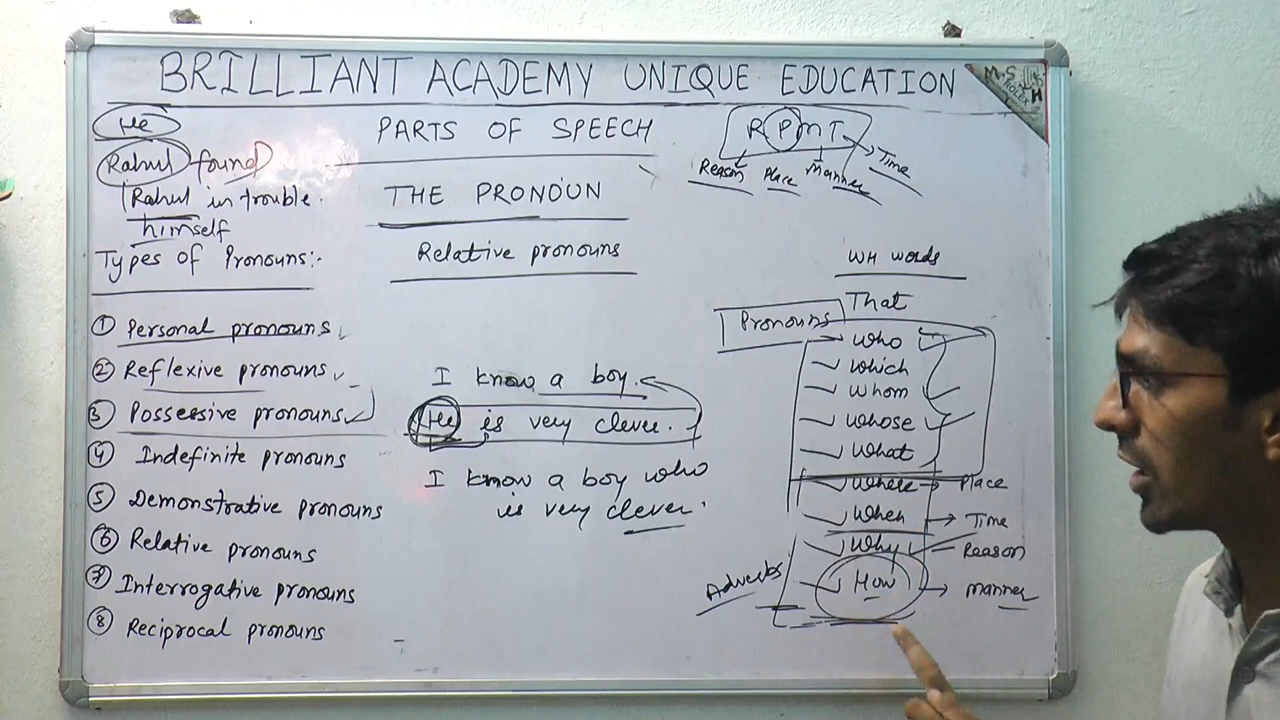 BRILLIANT ACADEMY UNIQUE EDUCATION
He
Rahul found
Rahul in trouble.
himself
Types of Pronouns:-
① Personal pronouns
② Reflexive pronouns
③ Possessive pronouns
④ Indefinite pronouns
⑤ Demonstrative pronouns
⑥ Relative pronouns
⑦ Interrogative pronouns
⑧ Reciprocal pronouns
PARTS OF SPEECH
THE PRONOUN
Relative pronouns
I know a boy.
He is very clever.
I know a boy who
is very clever.
RPMT
Reason Place Manner Time
WH words
That
Pronouns
Who
Which
Whom
Whose
What
Where Place
When Time
Why Reason
Adverbs
How Manner